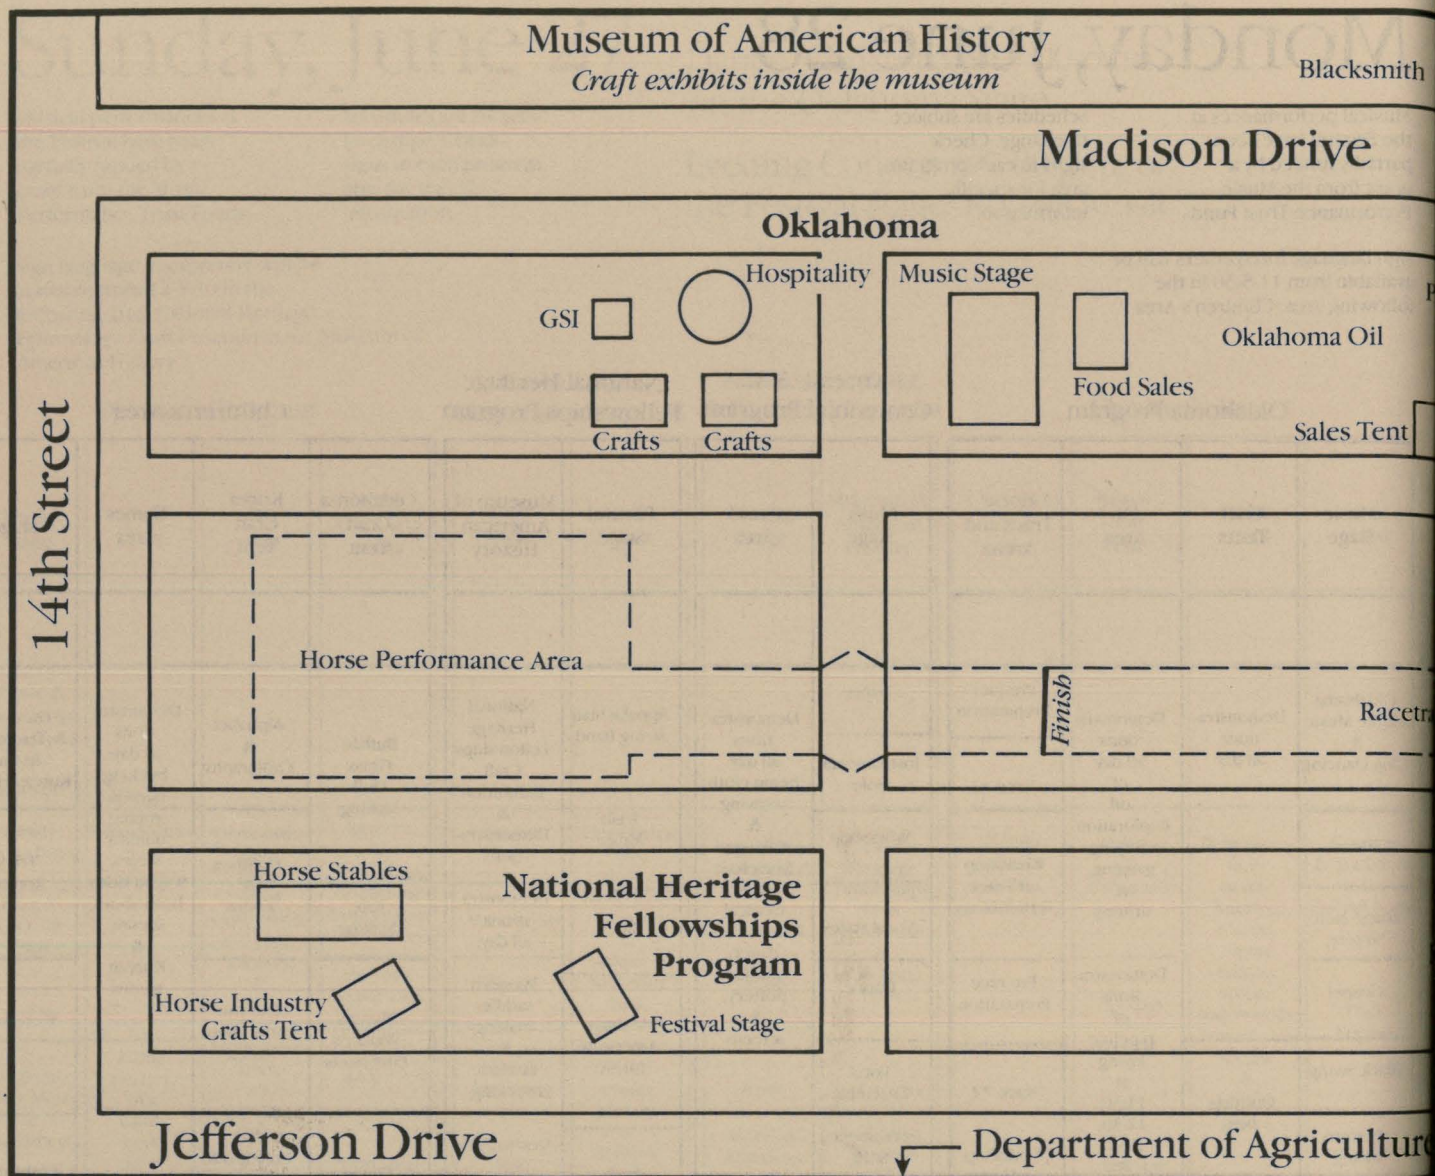 Museum of American History
Craft exhibits inside the museum
Blacksmith
Madison Drive
Oklahoma
Hospitality
Music Stage
GSI
Oklahoma Oil
Food Sales
Crafts
Crafts
Sales Tent
14th Street
Horse Performance Area
Finish
Racetra
Horse Stables
National Heritage
Fellowships
Program
Horse Industry
Crafts Tent
Festival Stage
Jefferson Drive
Department of Agriculture